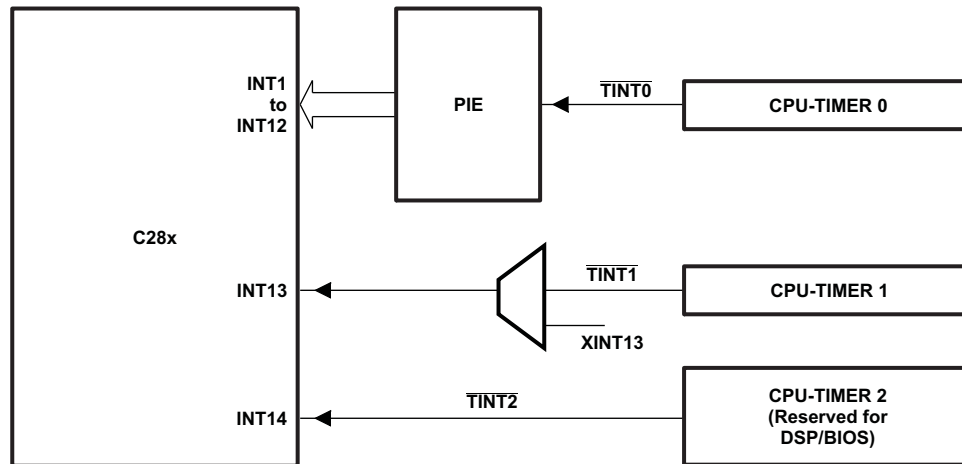 INT1
to
INT12
PIE
TINT0
CPU-TIMER 0
C28x
INT13
TINT1
CPU-TIMER 1
XINT13
INT14
TINT2
CPU-TIMER 2
(Reserved for
DSP/BIOS)